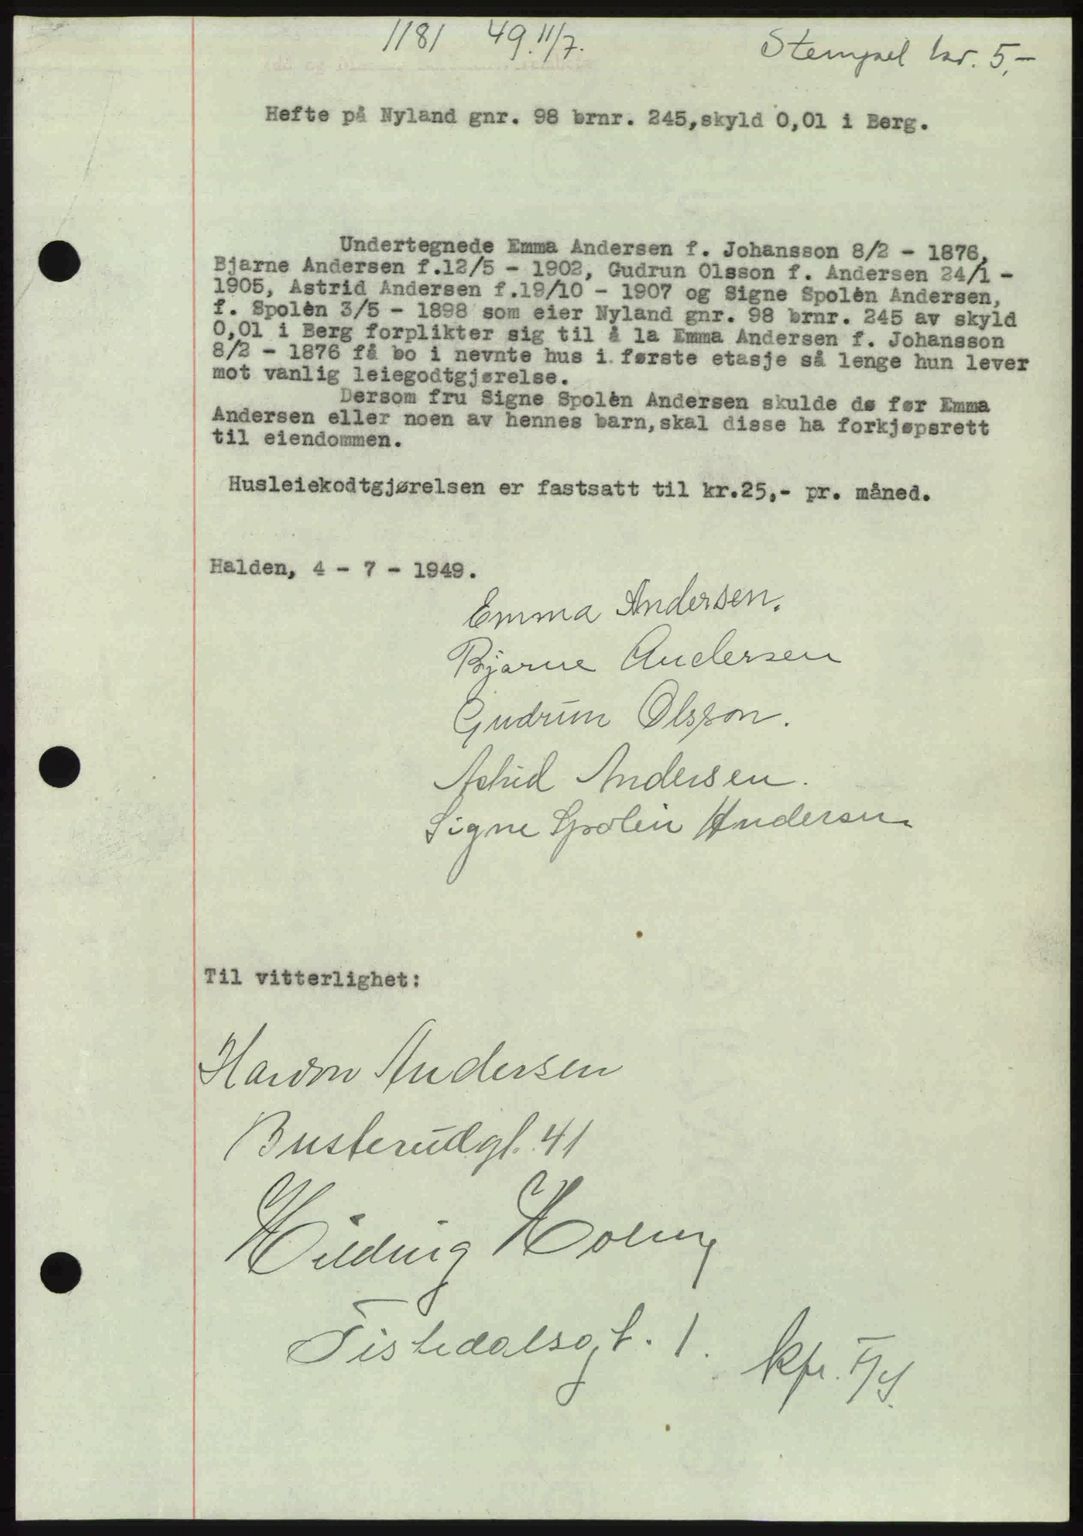 1181 49.11/7.
Stempel kr. 5,-
Hefte på Nyland gnr. 98 brnr. 245,skyld 0,01 i Berg.
Undertegnede Emma Andersen f. Johansson 8/2 - 1876,
Bjarne Andersen f.12/5 - 1902, Gudrun Olsson f. Andersen 24/1 -
1905, Astrid Andersen f.19/10 - 1907 og Signe Spolèn Andersen,
f. Spolèn 3/5 - 1898 som eier Nyland gnr. 98 brnr. 245 av skyld
0,01 i Berg forplikter sig til å la Emma Andersen f. Johansson
8/2 - 1876 få bo i nevnte hus i første etasje så lenge hun lever
mot vanlig leiegodtgjørelse.
Dersom fru Signe Spolèn Andersen skulde dø før Emma
Andersen eller noen av hennes barn,skal disse ha forkjøpsrett
til eiendommen.
Husleiekodtgjørelsen er fastsatt til kr.25,- pr. måned.
Halden, 4 - 7 - 1949.
Emma Andersen.
Bjarne Andersen
Gudrun Olsson.
Astrid Andersen.
Signe Spolèn Andersen
Til vitterlighet:
Andersen
Busterudgt. 41
Hilding Holm
Tistedalsgt. 1.
kfr.